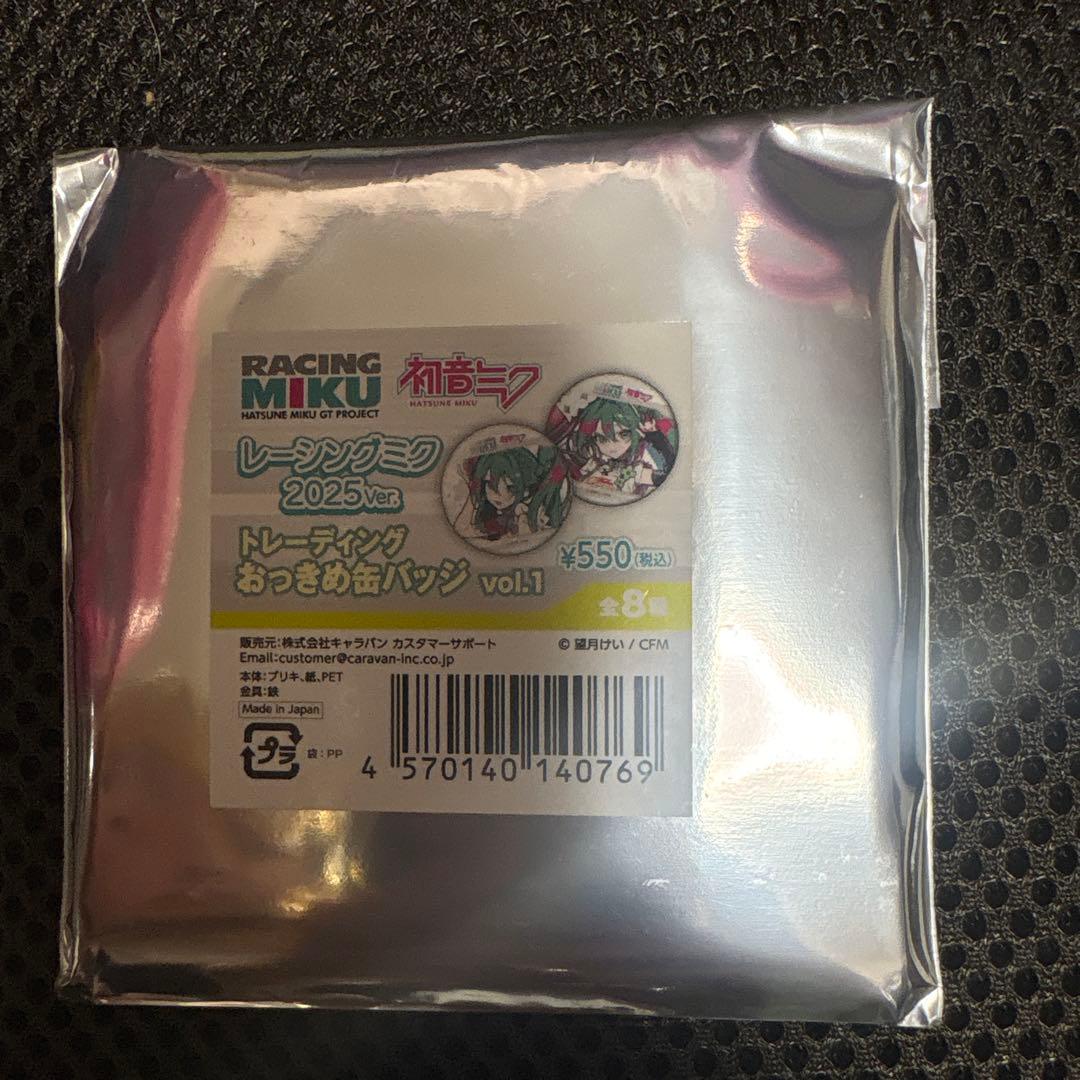 RACING
MIKU
HATSUNE MIKU GT PROJECT
初音ミク
HATSUNE MIKU
レーシングミク
2025 Ver.
トレーディング
おっきめ缶バッジ vol.1
¥550(税込)
全8種
販売元:株式会社キャラバン カスタマーサポート
© 望月けい / CFM
Email:customer@caravan-inc.co.jp
本体:ブリキ、紙、PET
金具:鉄
Made in Japan
プラ
袋:PP
4 570140 140769